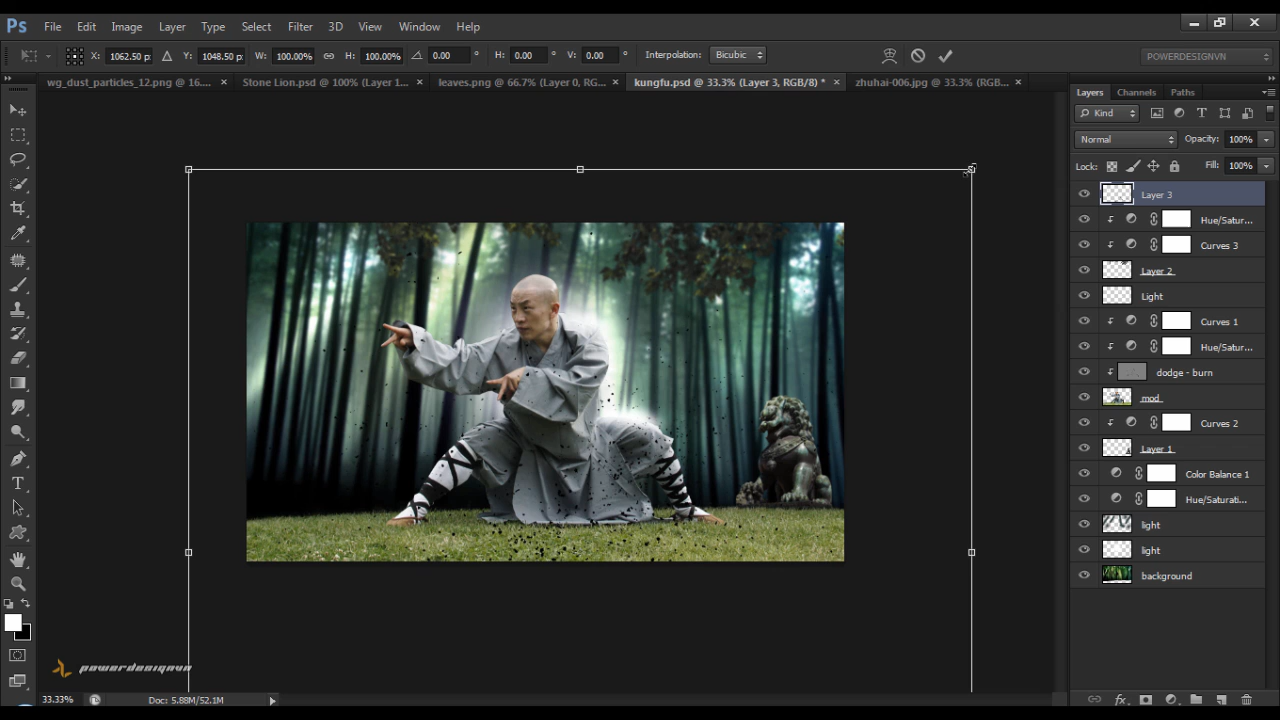 Ps File Edit Image Layer Type Select Filter 3D View Window Help
X: 1062.50 p: Y: 1048.50 p: W: 100.00% H: 100.00% 0.00 ° H: 0.00 ° V: 0.00 ° Interpolation: Bicubic POWERDESIGNVN
wg_dust_particles_12.png @ 16.... × Stone Lion.psd @ 100% (Layer 1... × leaves.png @ 66.7% (Layer 0, RG... × kungfu.psd @ 33.3% (Layer 3, RGB/8) * × zhuhai-006.jpg @ 33.3% (RGB... ×
Layers Channels Paths
Kind
Normal Opacity: 100%
Lock: Fill: 100%
Layer 3
Hue/Satur...
Curves 3
Layer 2
Light
Curves 1
Hue/Satur...
dodge - burn
mod
Curves 2
Layer 1
Color Balance 1
Hue/Saturati...
light
light
background
powerdesignvn
33.33% Doc: 5.88M/52.1M